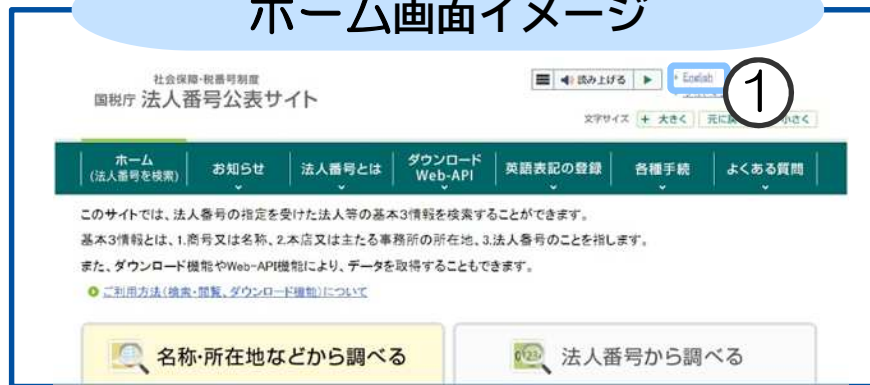 ホーム画面イメージ
社会保障・税番号制度
国税庁 法人番号公表サイト
読み上げる
English
①
文字サイズ + 大きく 元に 小さく
ホーム
(法人番号を検索)
お知らせ
法人番号とは
ダウンロード
Web-API
英語表記の登録
各種手続
よくある質問
このサイトでは、法人番号の指定を受けた法人等の基本3情報を検索することができます。
基本3情報とは、1.商号又は名称、2.本店又は主たる事務所の所在地、3.法人番号のことを指します。
また、ダウンロード機能やWeb-API機能により、データを取得することもできます。
ご利用方法(検索・閲覧、ダウンロード機能)について
名称・所在地などから調べる
法人番号から調べる